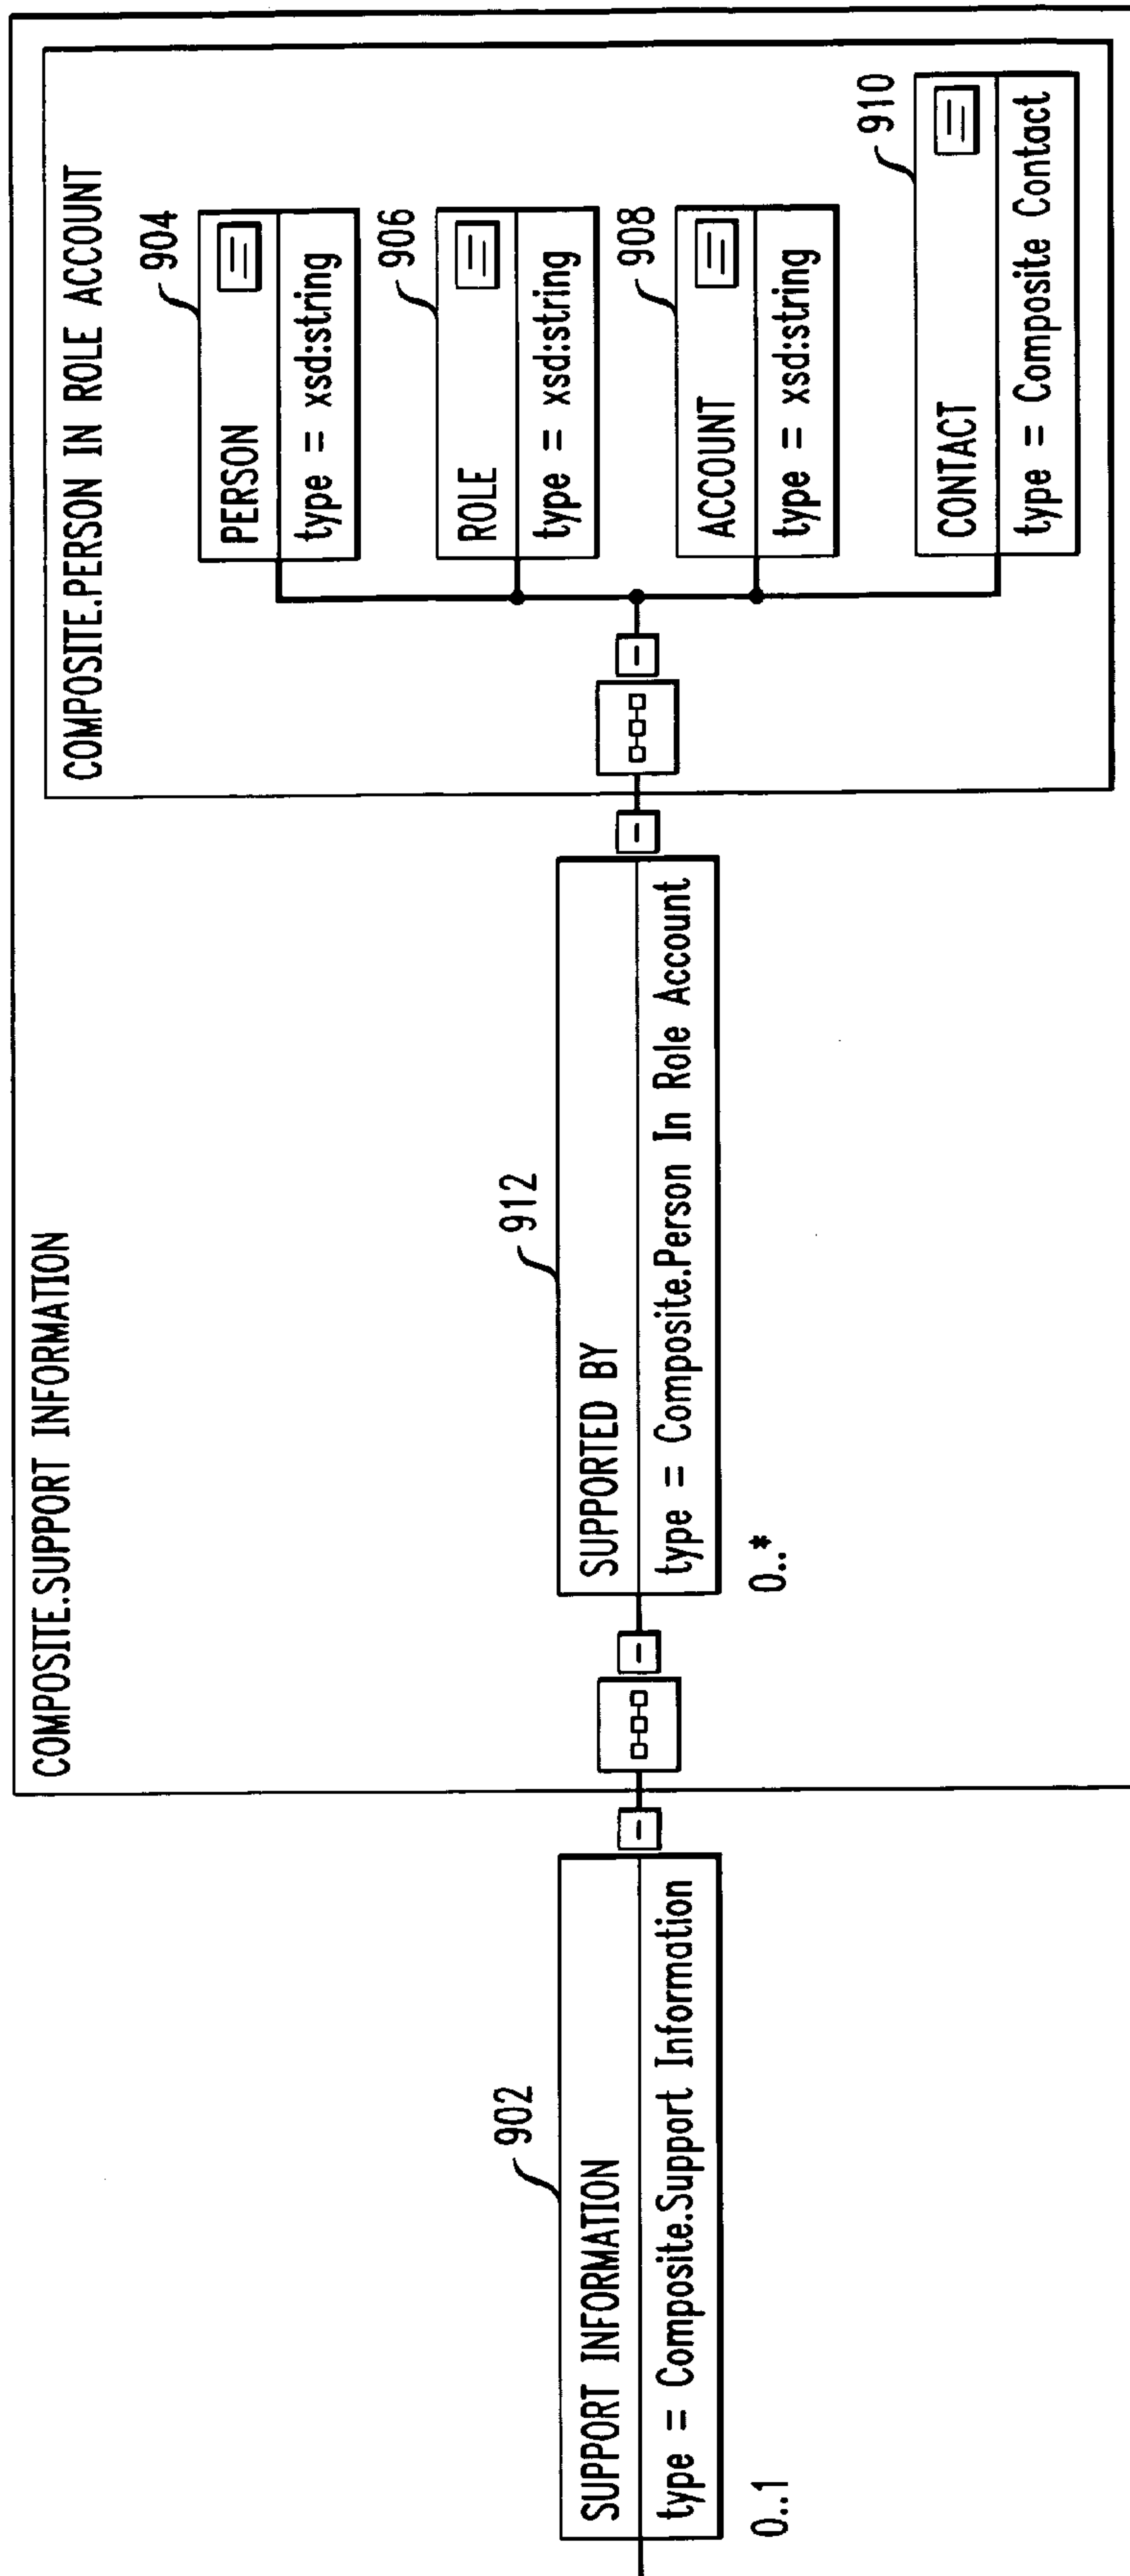 COMPOSITE.SUPPORT INFORMATION
COMPOSITE.PERSON IN ROLE ACCOUNT
902
SUPPORT INFORMATION
type = Composite.Support Information
0..1
912
SUPPORTED BY
type = Composite.Person In Role Account
0..*
904
PERSON
type = xsd:string
906
ROLE
type = xsd:string
908
ACCOUNT
type = xsd:string
910
CONTACT
type = Composite Contact